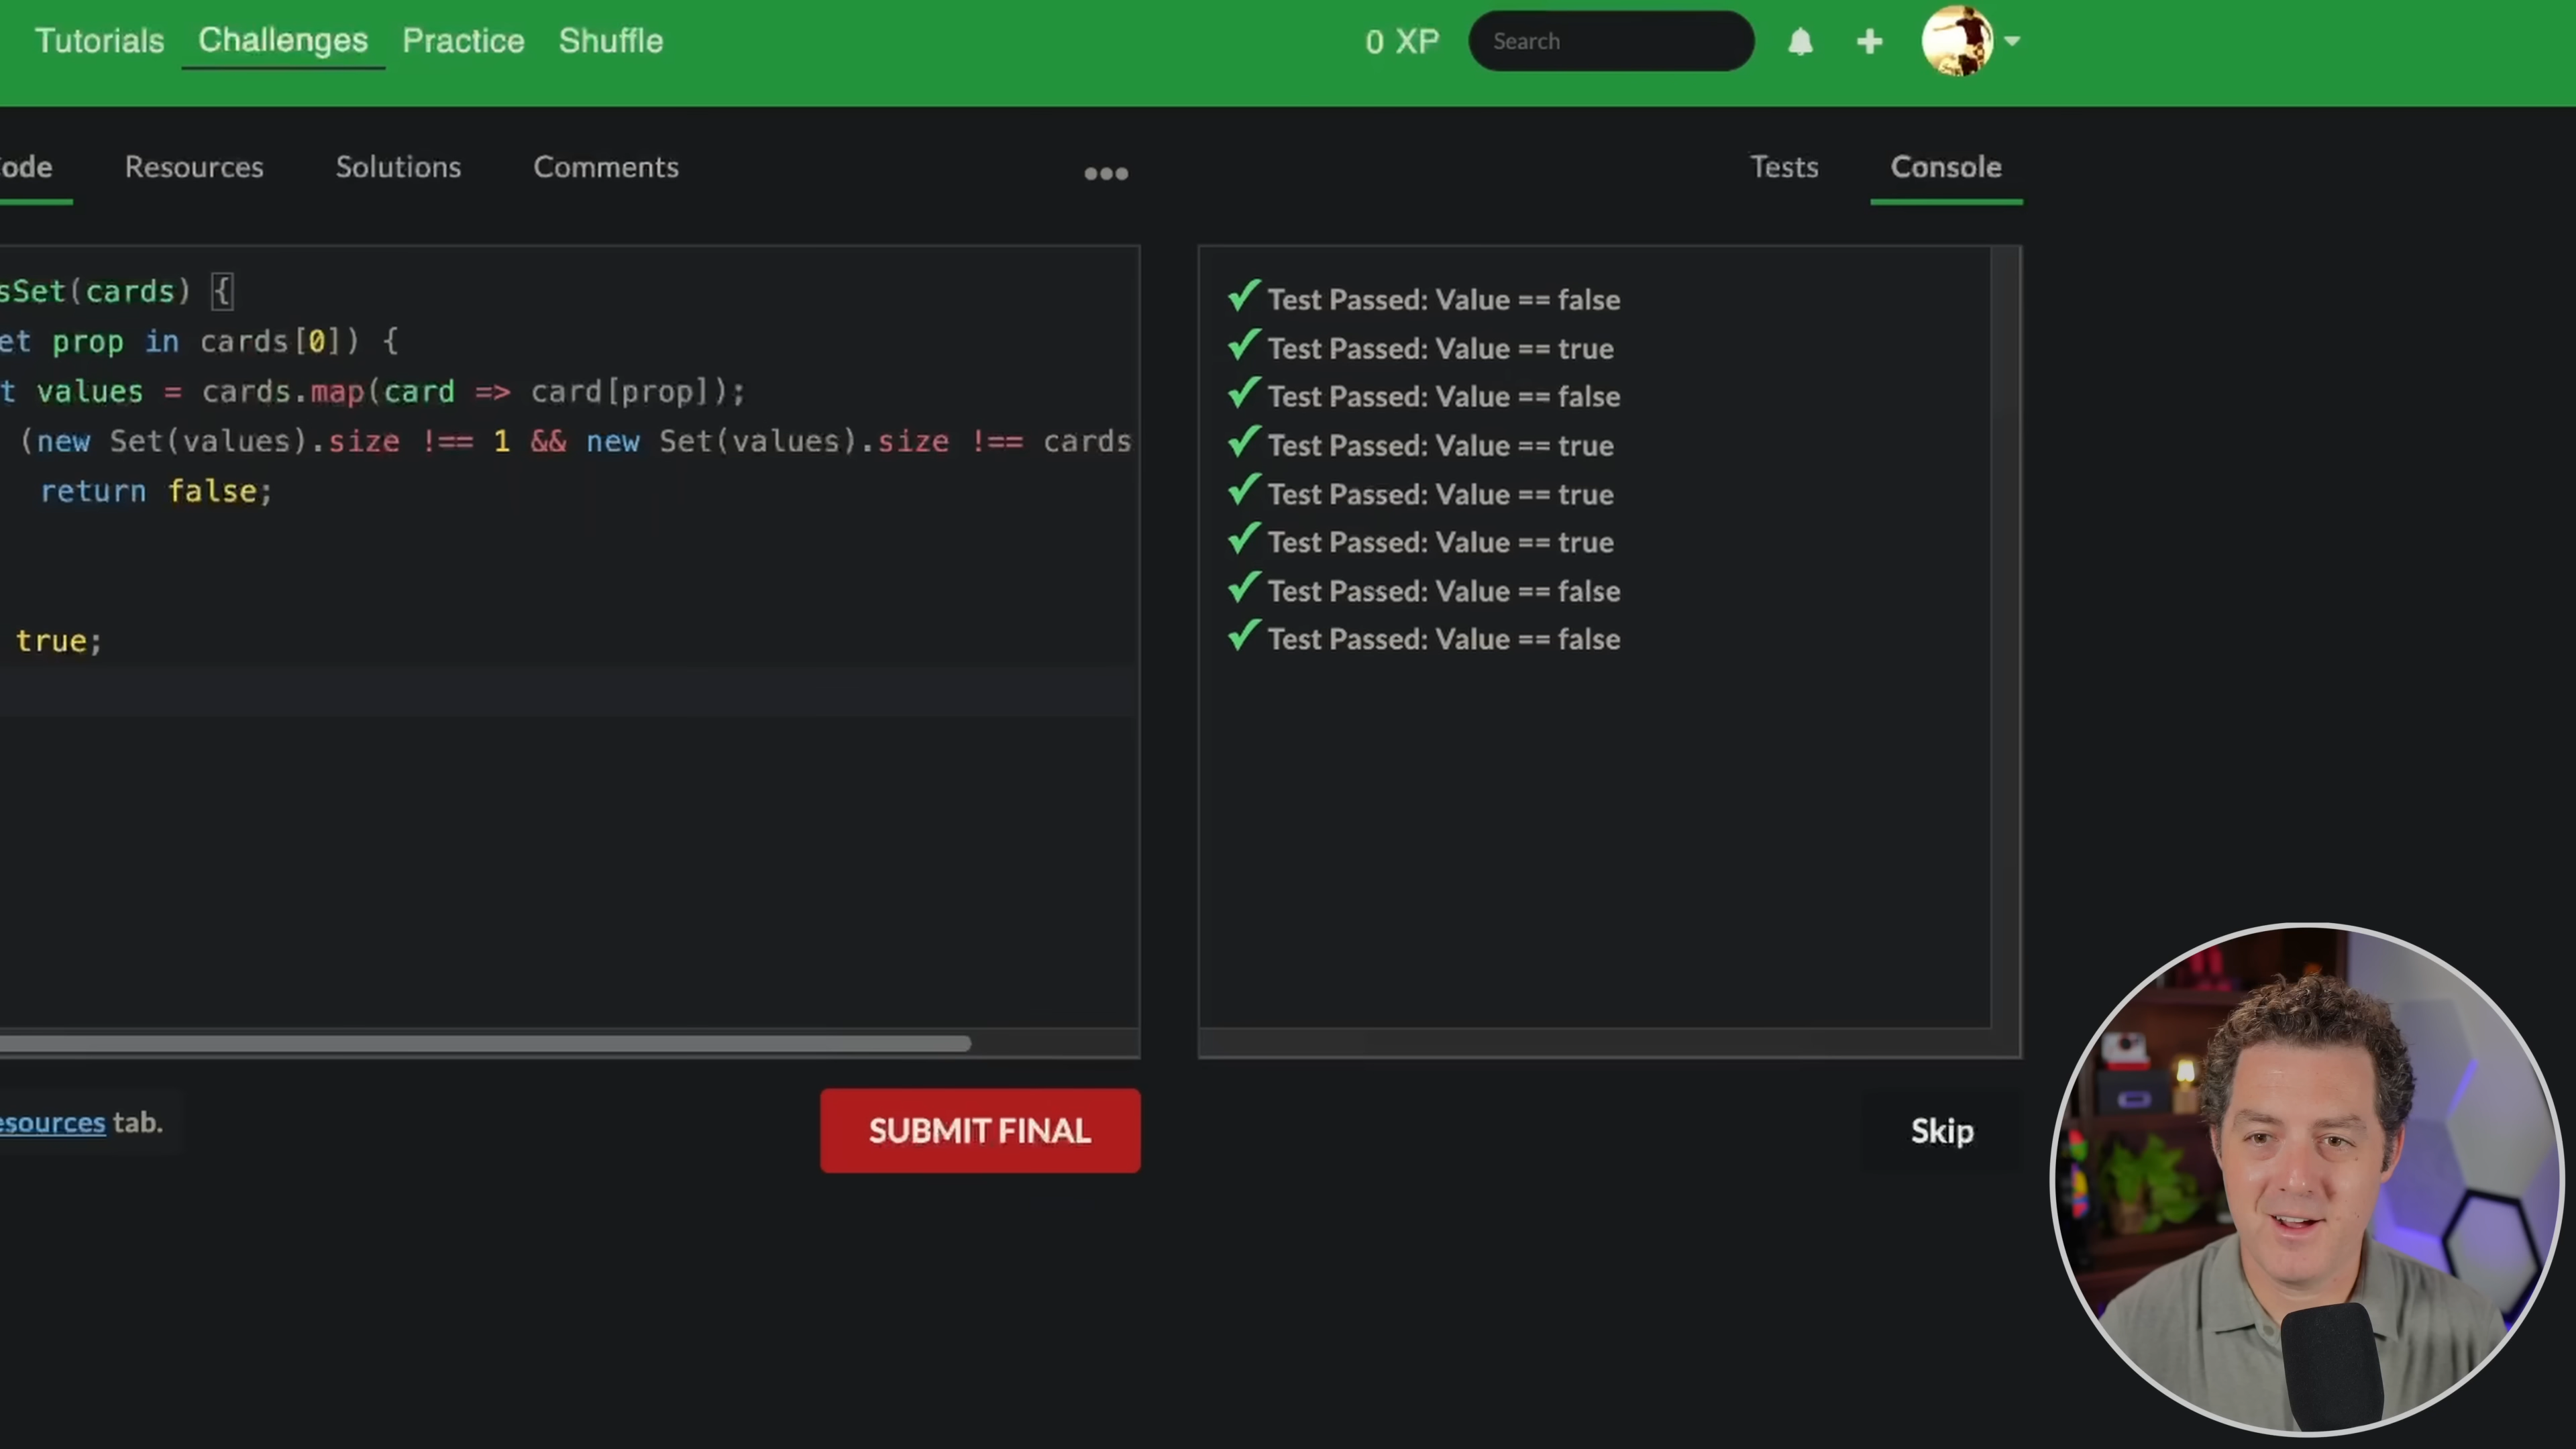 Tutorials Challenges Practice Shuffle 0 XP Search
ode Resources Solutions Comments ••• Tests Console
sSet(cards) {
et prop in cards[0]) {
t values = cards.map(card => card[prop]);
(new Set(values).size !== 1 && new Set(values).size !== cards
return false;
true;
✓ Test Passed: Value == false
✓ Test Passed: Value == true
✓ Test Passed: Value == false
✓ Test Passed: Value == true
✓ Test Passed: Value == true
✓ Test Passed: Value == true
✓ Test Passed: Value == false
✓ Test Passed: Value == false
esources tab.
SUBMIT FINAL
Skip